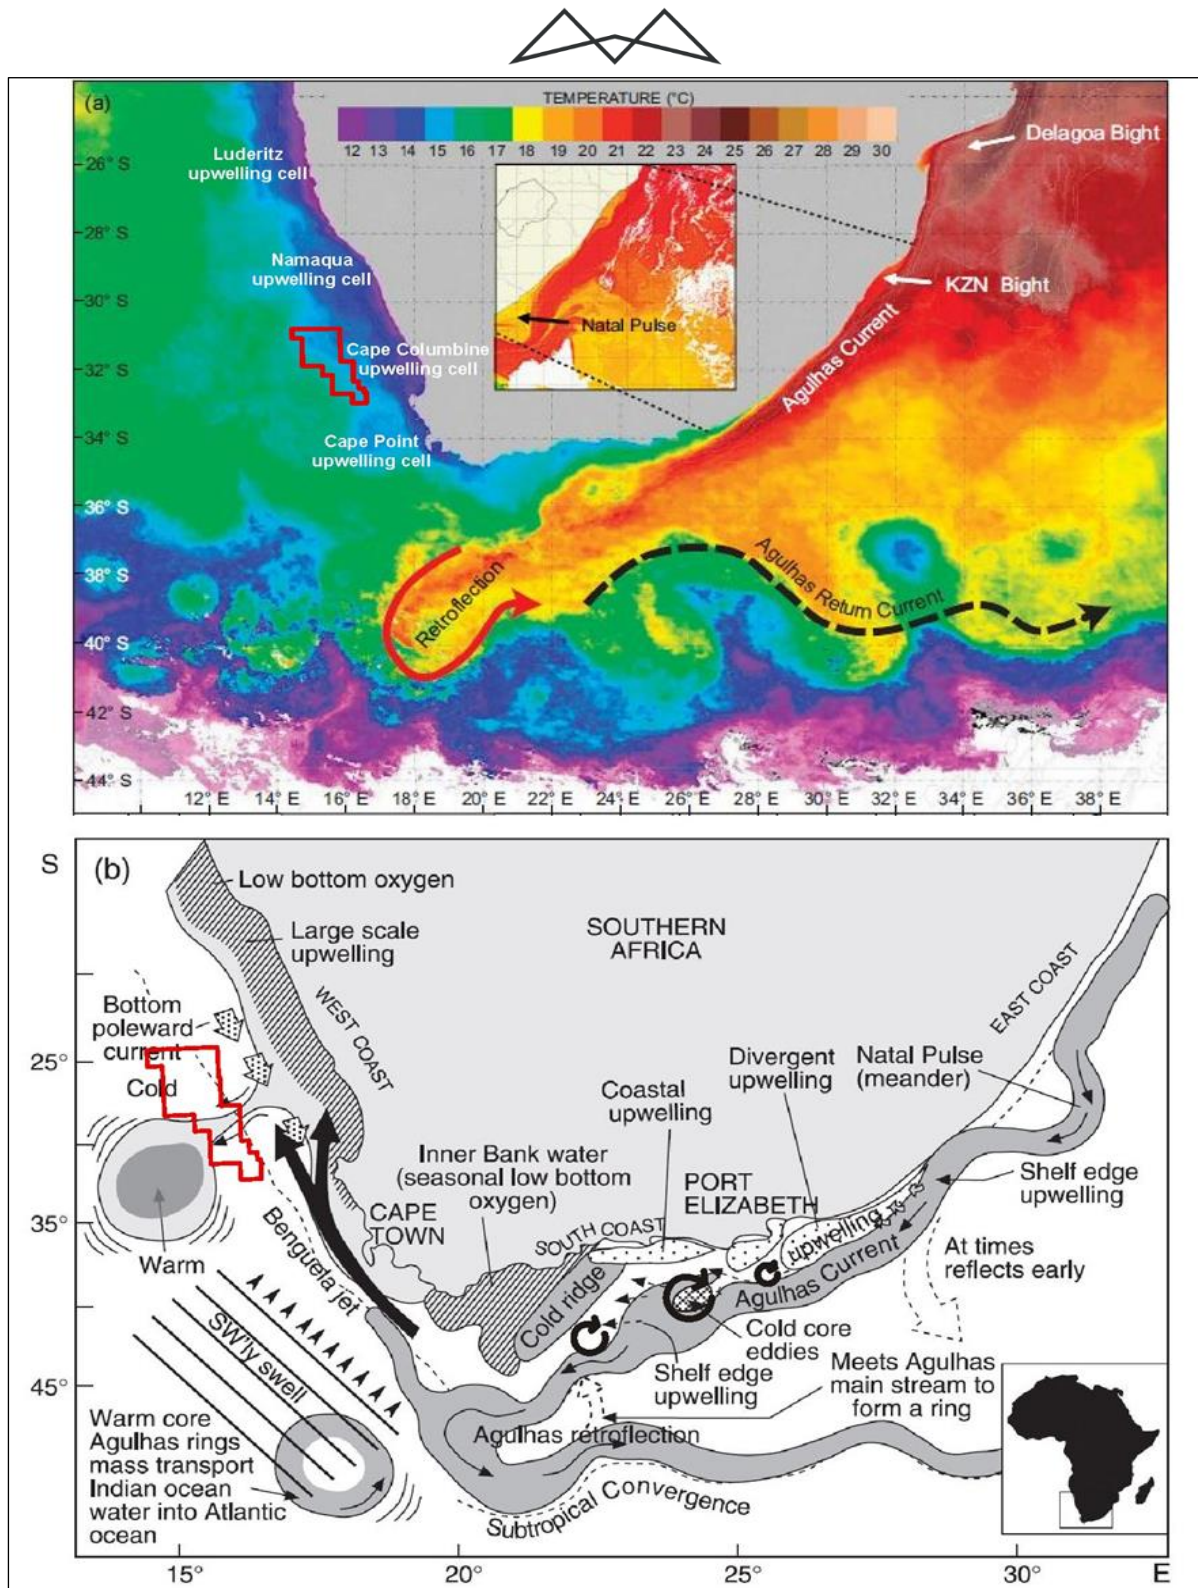 (a)
TEMPERATURE (°C)
12 13 14 15 16 17 18 19 20 21 22 23 24 25 26 27 28 29 30
Delagoa Bight
26° S
Luderitz
upwelling cell
28° S
Namaqua
upwelling cell
KZN Bight
30° S
Natal Pulse
Agulhas Current
Cape Columbine
upwelling cell
32° S
34° S
Cape Point
upwelling cell
36° S
38° S
Retroflection
Agulhas Return Current
40° S
42° S
44° S
12° E 14° E 16° E 18° E 20° E 22° E 24° E 26° E 28° E 30° E 32° E 34° E 36° E 38° E
S
(b)
Low bottom oxygen
SOUTHERN
AFRICA
Large scale
upwelling
WEST COAST
EAST COAST
Bottom
poleward
current
25°
Cold
Divergent
upwelling
Natal Pulse
(meander)
Coastal
upwelling
Inner Bank water
(seasonal low bottom
oxygen)
PORT
ELIZABETH
Shelf edge
upwelling
35°
CAPE
TOWN
SOUTH COAST
upwelling
Warm
Benguela jet
Agulhas Current
At times
reflects early
Cold ridge
SW'ly swell
Cold core
eddies
Shelf edge
upwelling
Meets Agulhas
main stream to
form a ring
45°
Warm core
Agulhas rings
mass transport
Indian ocean
water into Atlantic
ocean
Agulhas retroflection
Subtropical Convergence
15° 20° 25° 30° E